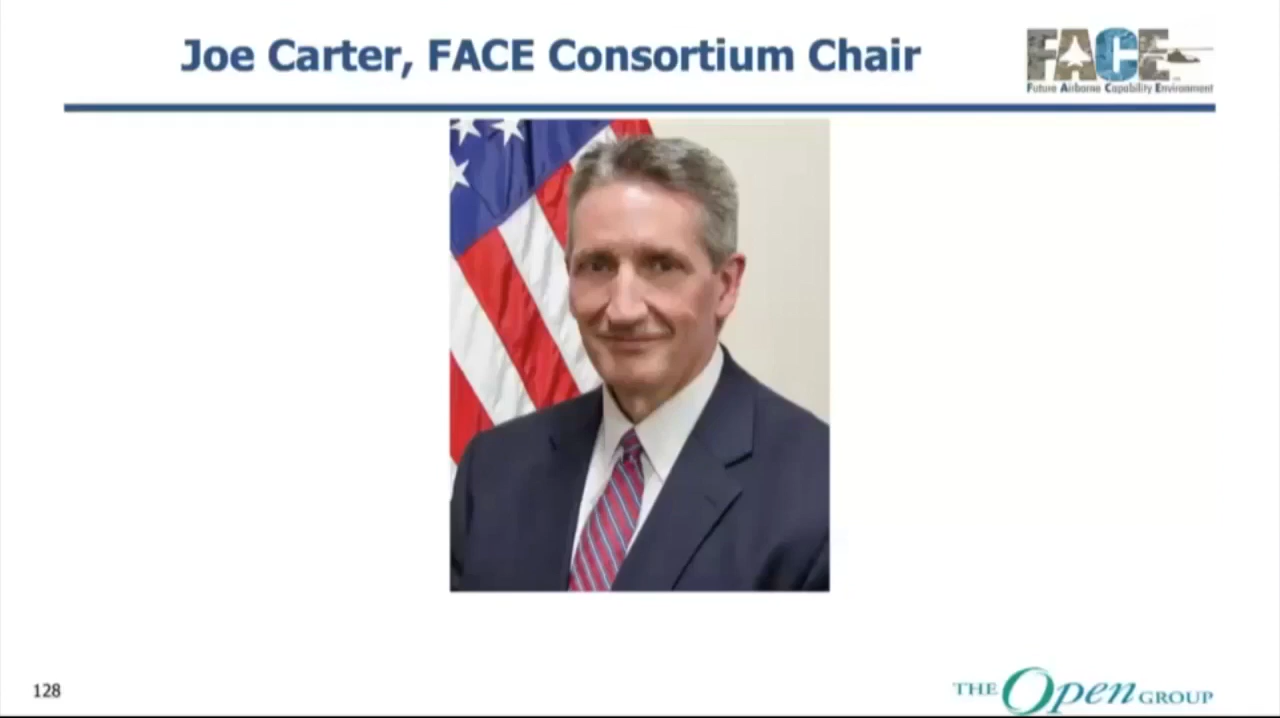 Joe Carter, FACE Consortium Chair
FACE
Future Airborne Capability Environment
128
THE Open GROUP